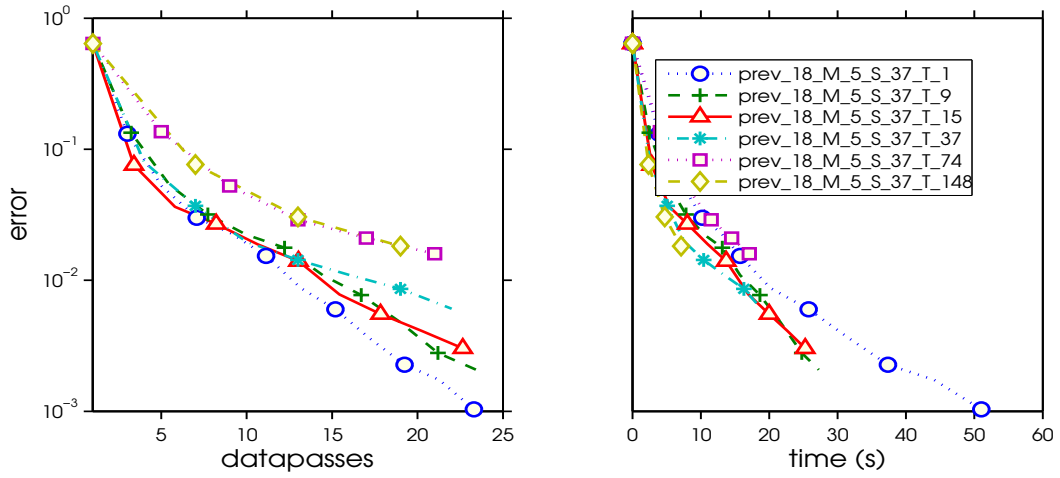 10^0
10^-1
10^-2
10^-3
error
5
10
15
20
25
datapasses
prev_18_M_5_S_37_T_1
prev_18_M_5_S_37_T_9
prev_18_M_5_S_37_T_15
prev_18_M_5_S_37_T_37
prev_18_M_5_S_37_T_74
prev_18_M_5_S_37_T_148
0
10
20
30
40
50
60
time (s)